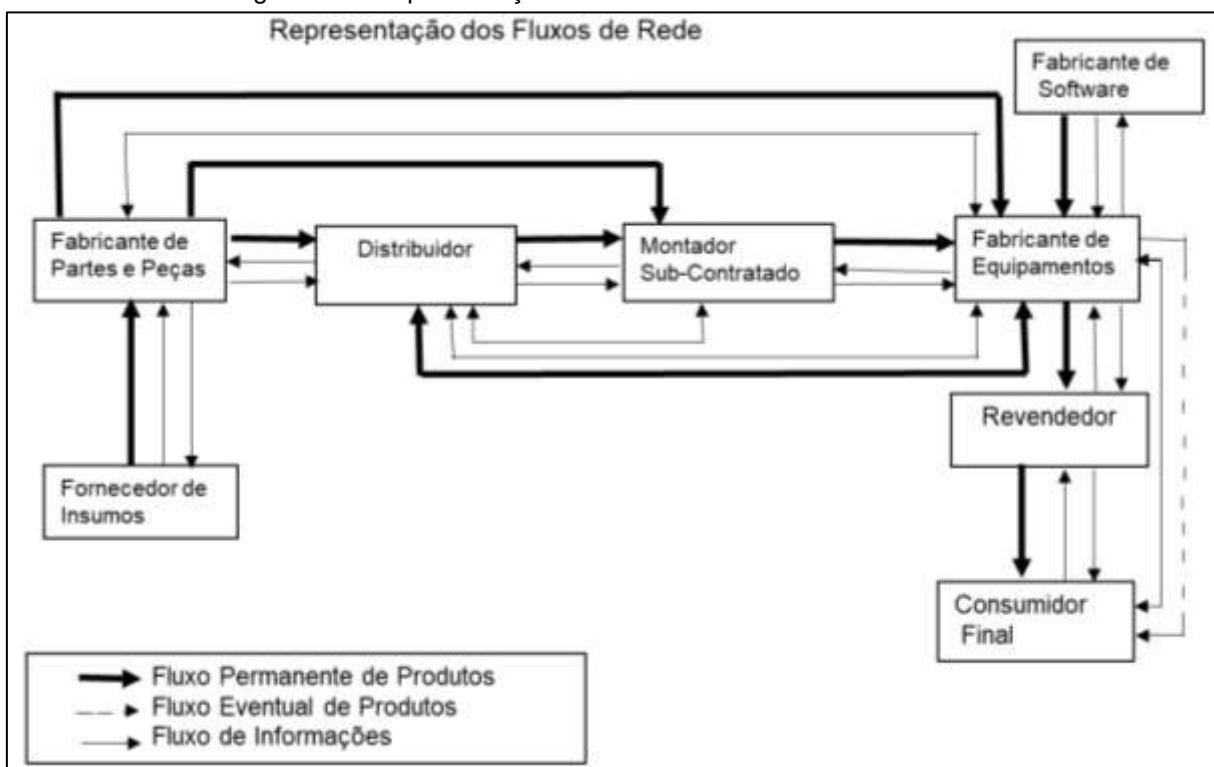 Representação dos Fluxos de Rede
Fabricante de
Software
Fabricante de
Partes e Peças
Distribuidor
Montador
Sub-Contratado
Fabricante de
Equipamentos
Revendedor
Fornecedor de
Insumos
Consumidor
Final
Fluxo Permanente de Produtos
Fluxo Eventual de Produtos
Fluxo de Informações